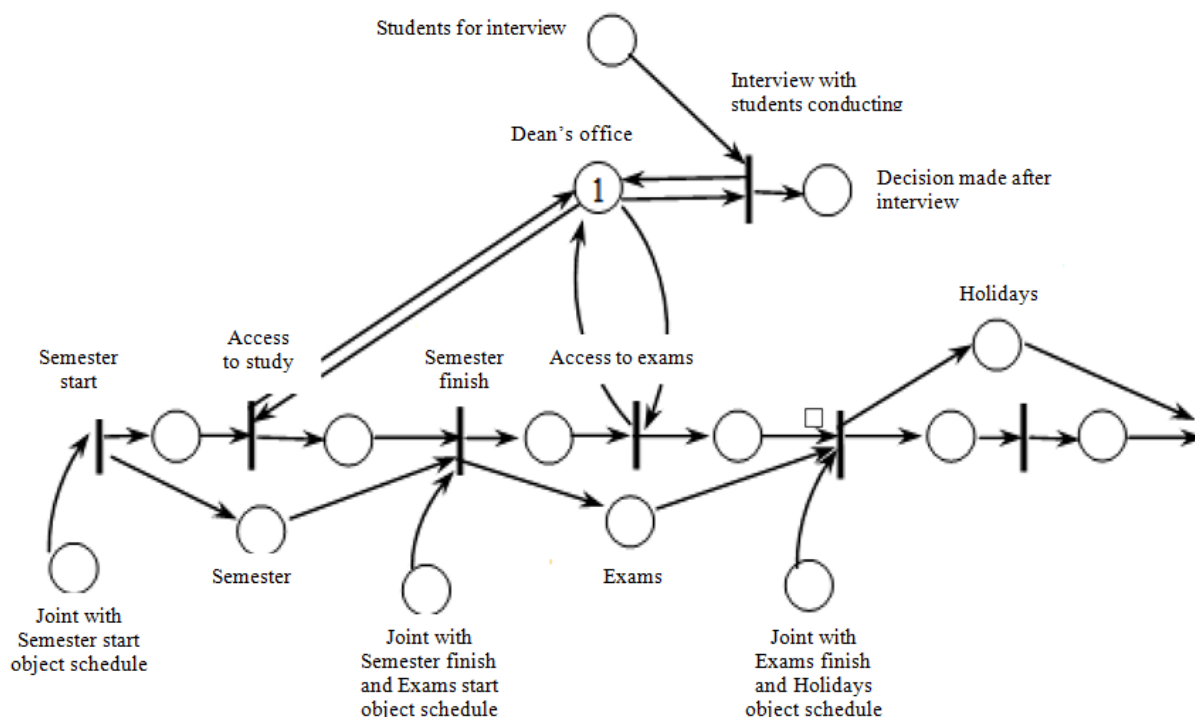 Students for interview
Interview with
students conducting
Dean's office
1
Decision made after
interview
Holidays
Access
to study
Semester
finish
Access to exams
Semester
start
Semester
Exams
Joint with
Semester start
object schedule
Joint with
Semester finish
and Exams start
object schedule
Joint with
Exams finish
and Holidays
object schedule